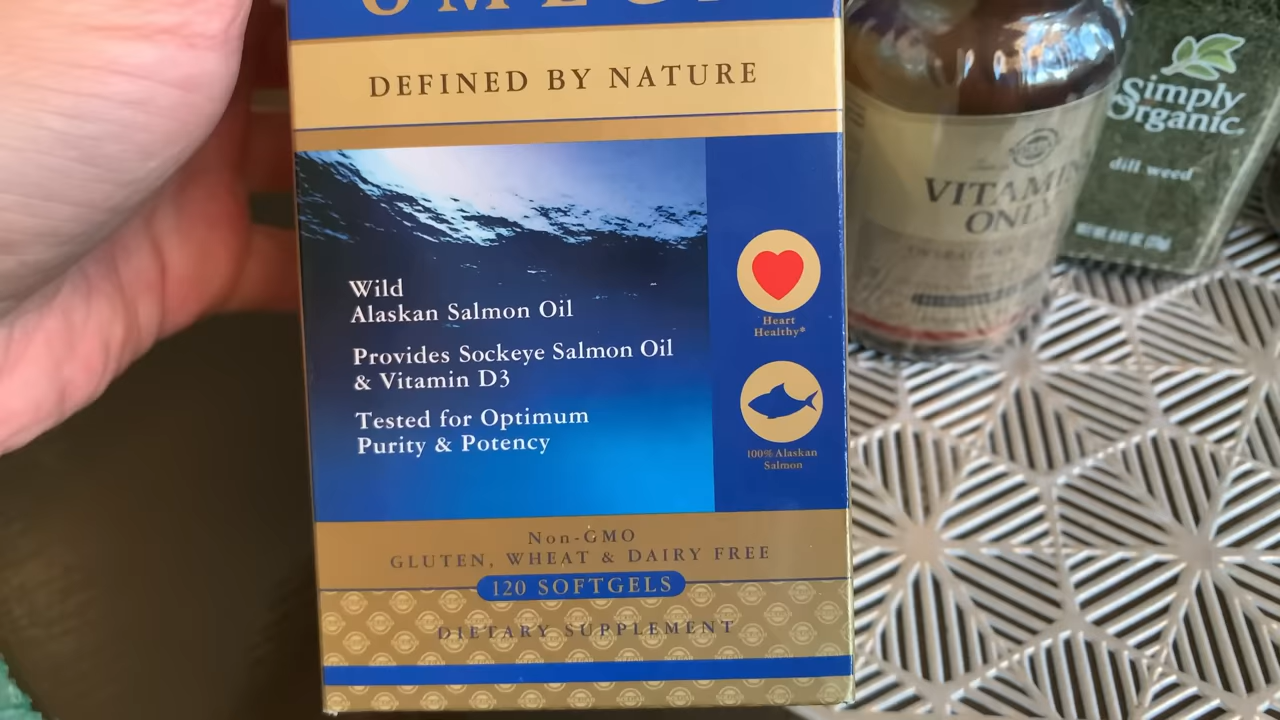 DEFINED BY NATURE
Wild
Alaskan Salmon Oil
Provides Sockeye Salmon Oil
& Vitamin D3
Tested for Optimum
Purity & Potency
Heart
Healthy*
100% Alaskan
Salmon
Non-GMO
GLUTEN, WHEAT & DAIRY FREE
120 SOFTGELS
DIETARY SUPPLEMENT
VITAMIN
ONLY
Simply
Organic
dill weed